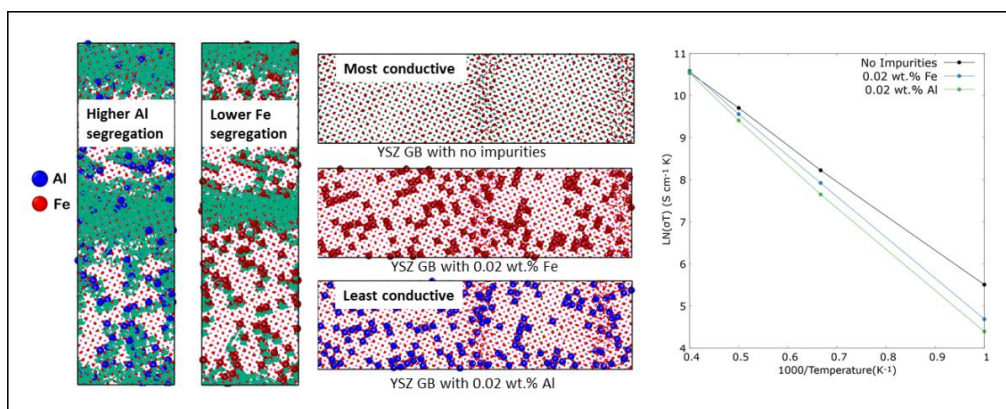 Higher Al
segregation
Lower Fe
segregation
Al
Fe
Most conductive
YSZ GB with no impurities
YSZ GB with 0.02 wt.% Fe
Least conductive
YSZ GB with 0.02 wt.% Al
No Impurities
0.02 wt.% Fe
0.02 wt.% Al
LN(σT) (S cm⁻¹ K)
11
10
9
8
7
6
5
4
0.4 0.5 0.6 0.7 0.8 0.9 1
1000/Temperature(K⁻¹)